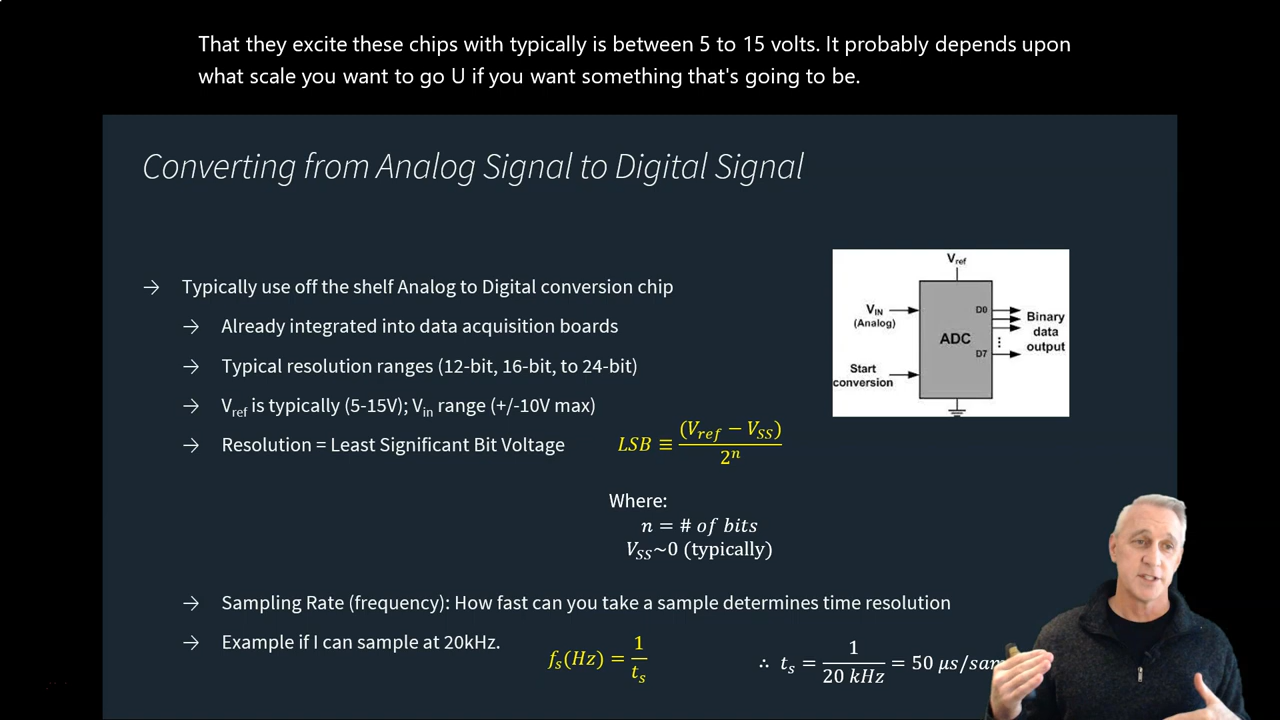 That they excite these chips with typically is between 5 to 15 volts. It probably depends upon
what scale you want to go U if you want something that's going to be.
Converting from Analog Signal to Digital Signal
→ Typically use off the shelf Analog to Digital conversion chip
→ Already integrated into data acquisition boards
→ Typical resolution ranges (12-bit, 16-bit, to 24-bit)
→ Vref is typically (5-15V); Vin range (+/-10V max)
→ Resolution = Least Significant Bit Voltage
LSB ≡ (Vref − VSS) / 2^n
Where:
n = # of bits
VSS~0 (typically)
→ Sampling Rate (frequency): How fast can you take a sample determines time resolution
→ Example if I can sample at 20kHz.
fs(Hz) = 1 / ts
∴ ts = 1 / 20 kHz = 50 μs/sam
Vref
VIN
(Analog)
Start
conversion
ADC
D0
⋮
D7
Binary
data
output